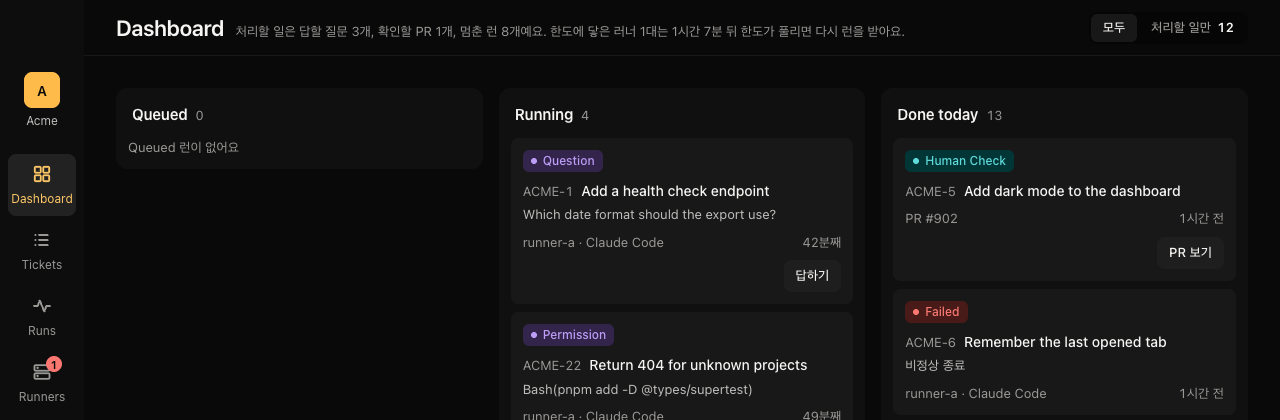 Dashboard 처리할 일은 답할 질문 3개, 확인할 PR 1개, 멈춘 런 8개예요. 한도에 닿은 러너 1대는 1시간 7분 뒤 한도가 풀리면 다시 런을 받아요.
모두 처리할 일만 12
A
Acme
Dashboard
Tickets
Runs
1
Runners
Queued 0
Queued 런이 없어요
Running 4
Question
ACME-1 Add a health check endpoint
Which date format should the export use?
runner-a · Claude Code 42분째
답하기
Permission
ACME-22 Return 404 for unknown projects
Bash(pnpm add -D @types/supertest)
runner-a · Claude Code 49분째
Done today 13
Human Check
ACME-5 Add dark mode to the dashboard
PR #902 1시간 전
PR 보기
Failed
ACME-6 Remember the last opened tab
비정상 종료
runner-a · Claude Code 1시간 전